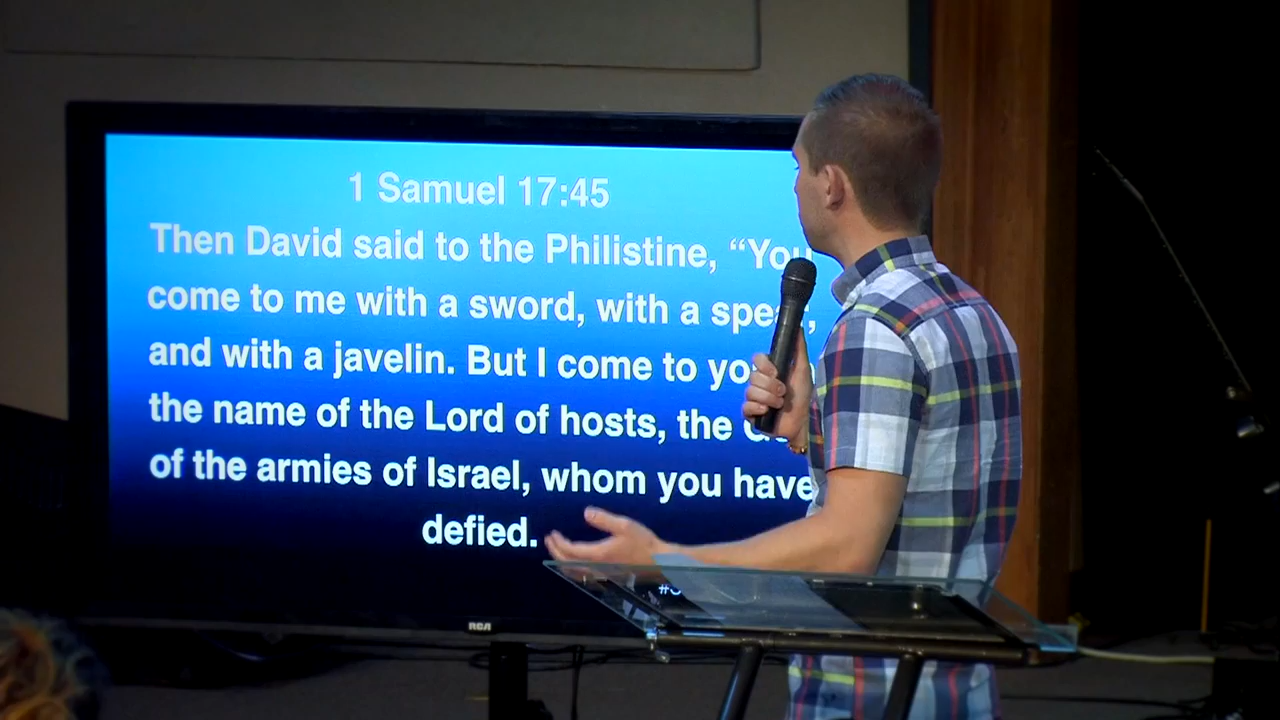 1 Samuel 17:45
Then David said to the Philistine, “You
come to me with a sword, with a spear,
and with a javelin. But I come to you
the name of the Lord of hosts, the
of the armies of Israel, whom you have
defied.
RCA